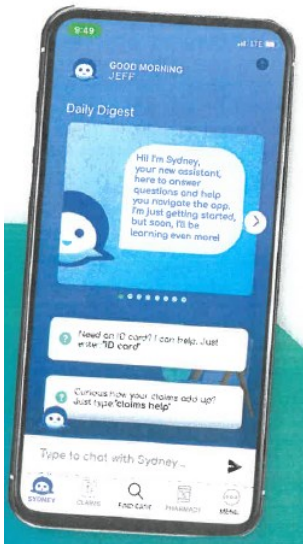 9:49
LTE
GOOD MORNING
JEFF
Daily Digest
Hi! I'm Sydney,
your new assistant,
here to answer
questions and help
you navigate the app.
I'm just getting started,
but soon, I'll be
learning even more!
Need an ID card? I can help. Just
enter "ID card"
Curious how your claims add up?
Just type "claims help"
Type to chat with Sydney...
SYDNEY
CLAIMS
FIND CARE
PHARMACY
MENU